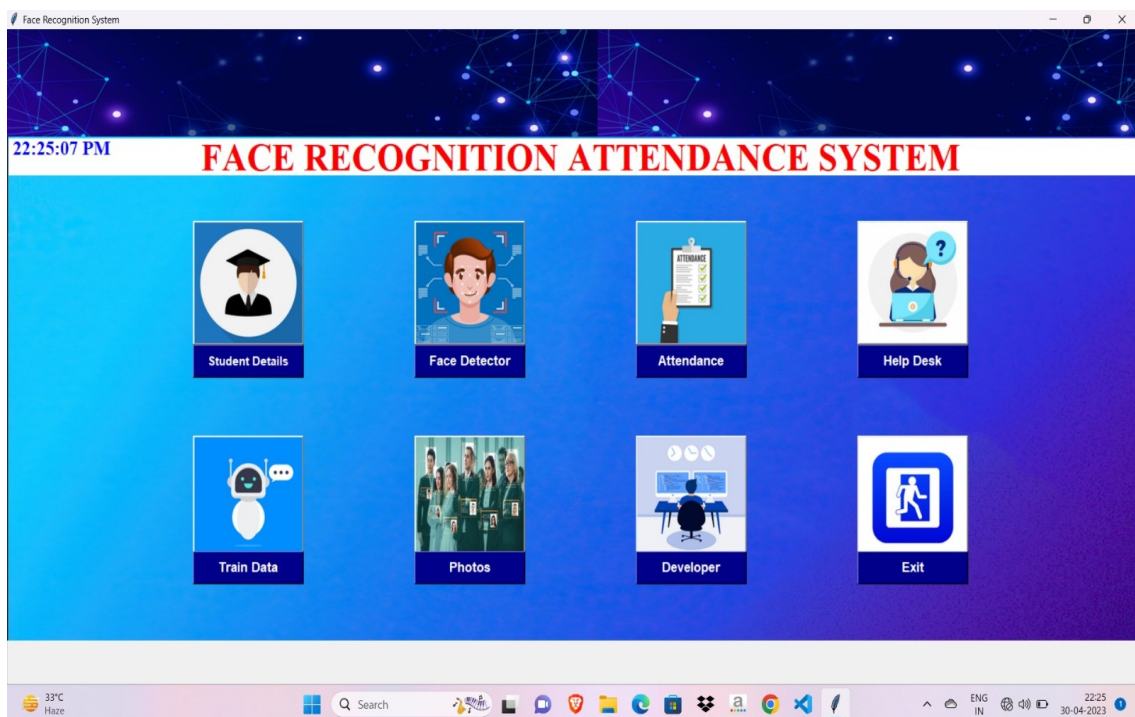 Face Recognition System
22:25:07 PM
FACE RECOGNITION ATTENDANCE SYSTEM
ATTENDANCE
Student Details
Face Detector
Attendance
Help Desk
?
Train Data
Photos
Developer
Exit
33°C
Haze
Search
a
ENG
IN
22:25
30-04-2023
1